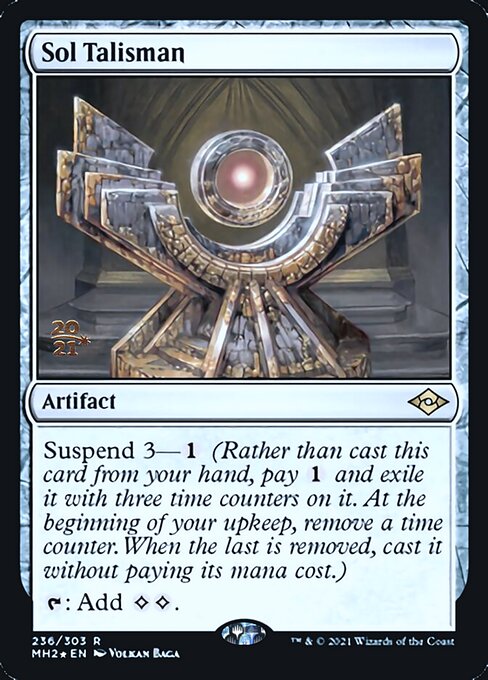 Sol Talisman
20
21*
Artifact
Suspend 3—1 (Rather than cast this
card from your hand, pay 1 and exile
it with three time counters on it. At the
beginning of your upkeep, remove a time
counter. When the last is removed, cast it
without paying its mana cost.)
: Add ◇◇.
236/303 R
MH2★EN VOLKAN BAGA
™ & © 2021 Wizards of the Coast